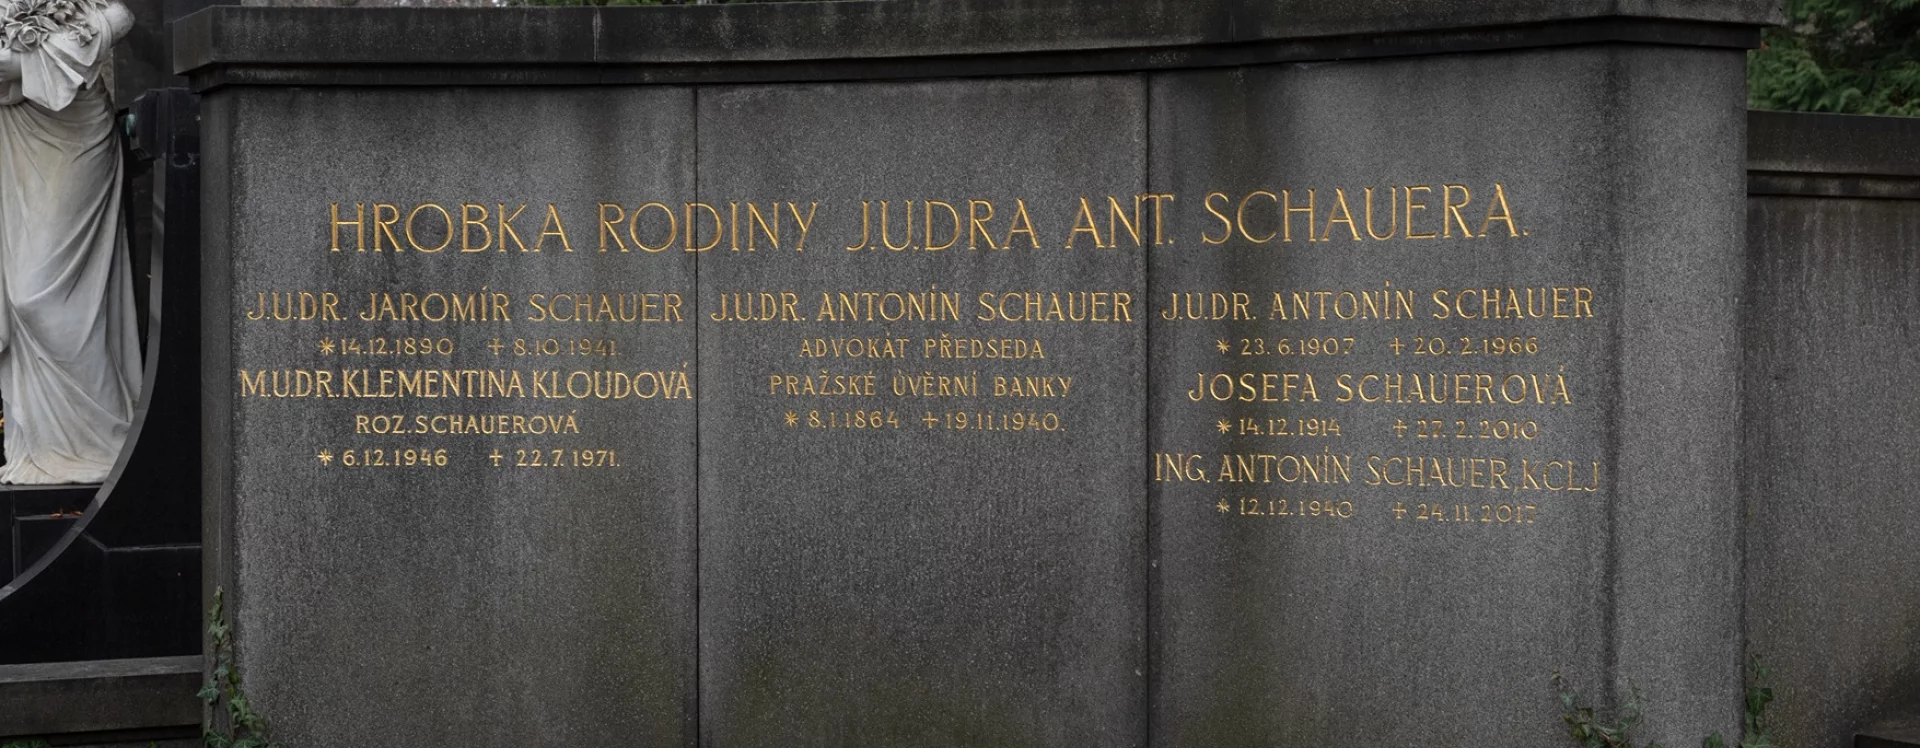 HROBKA RODINY J.U.DRA ANT. SCHAUERA.
J.U.DR. JAROMÍR SCHAUER
*14.12.1890 +8.10.1941.
M.U.DR.KLEMENTINA KLOUDOVÁ
ROZ.SCHAUEROVÁ
*6.12.1946 +22.7.1971.
J.U.DR. ANTONÍN SCHAUER
ADVOKÁT PŘEDSEDA
PRAŽSKÉ ÚVĚRNÍ BANKY
*8.1.1864 +19.11.1940.
J.U.DR. ANTONÍN SCHAUER
*23.6.1907 +20.2.1966
JOSEFA SCHAUEROVÁ
*14.12.1914 +27.2.2010
ING. ANTONÍN SCHAUER, KCLJ
*12.12.1940 +24.11.2017